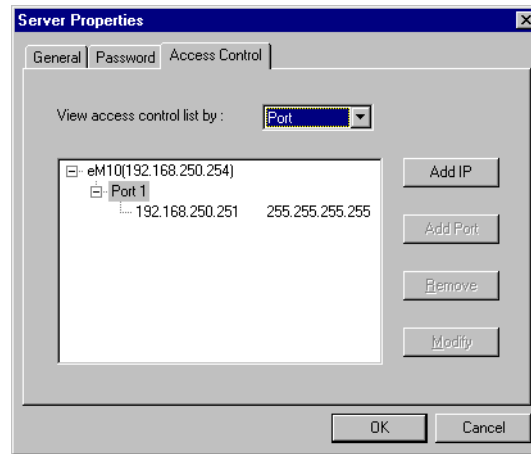 Server Properties
General Password Access Control
View access control list by : Port
eM10(192.168.250.254)
Port 1
192.168.250.251 255.255.255.255
Add IP
Add Port
Remove
Modify
OK Cancel